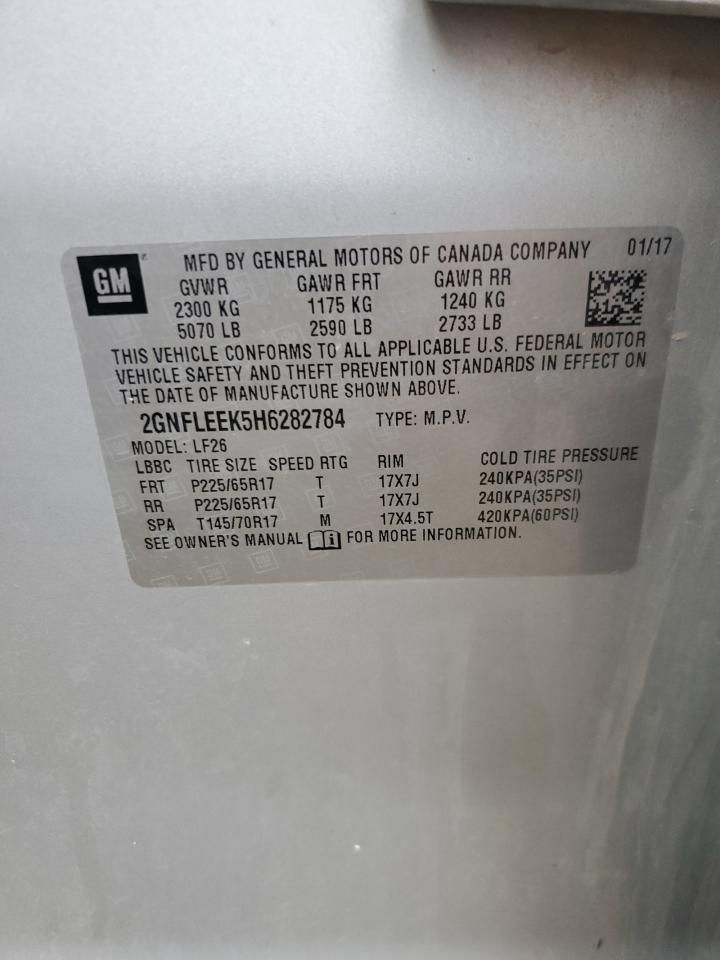 GM
MFD BY GENERAL MOTORS OF CANADA COMPANY 01/17
GVWR GAWR FRT GAWR RR
2300 KG 1175 KG 1240 KG
5070 LB 2590 LB 2733 LB
THIS VEHICLE CONFORMS TO ALL APPLICABLE U.S. FEDERAL MOTOR
VEHICLE SAFETY AND THEFT PREVENTION STANDARDS IN EFFECT ON
THE DATE OF MANUFACTURE SHOWN ABOVE.
2GNFLEEK5H6282784 TYPE: M.P.V.
MODEL: LF26
LBBC TIRE SIZE SPEED RTG RIM COLD TIRE PRESSURE
FRT P225/65R17 T 17X7J 240KPA(35PSI)
RR P225/65R17 T 17X7J 240KPA(35PSI)
SPA T145/70R17 M 17X4.5T 420KPA(60PSI)
SEE OWNER'S MANUAL FOR MORE INFORMATION.